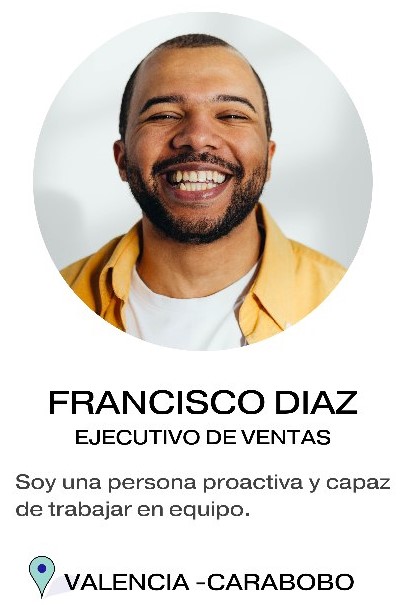 FRANCISCO DIAZ
EJECUTIVO DE VENTAS
Soy una persona proactiva y capaz
de trabajar en equipo.
VALENCIA -CARABOBO